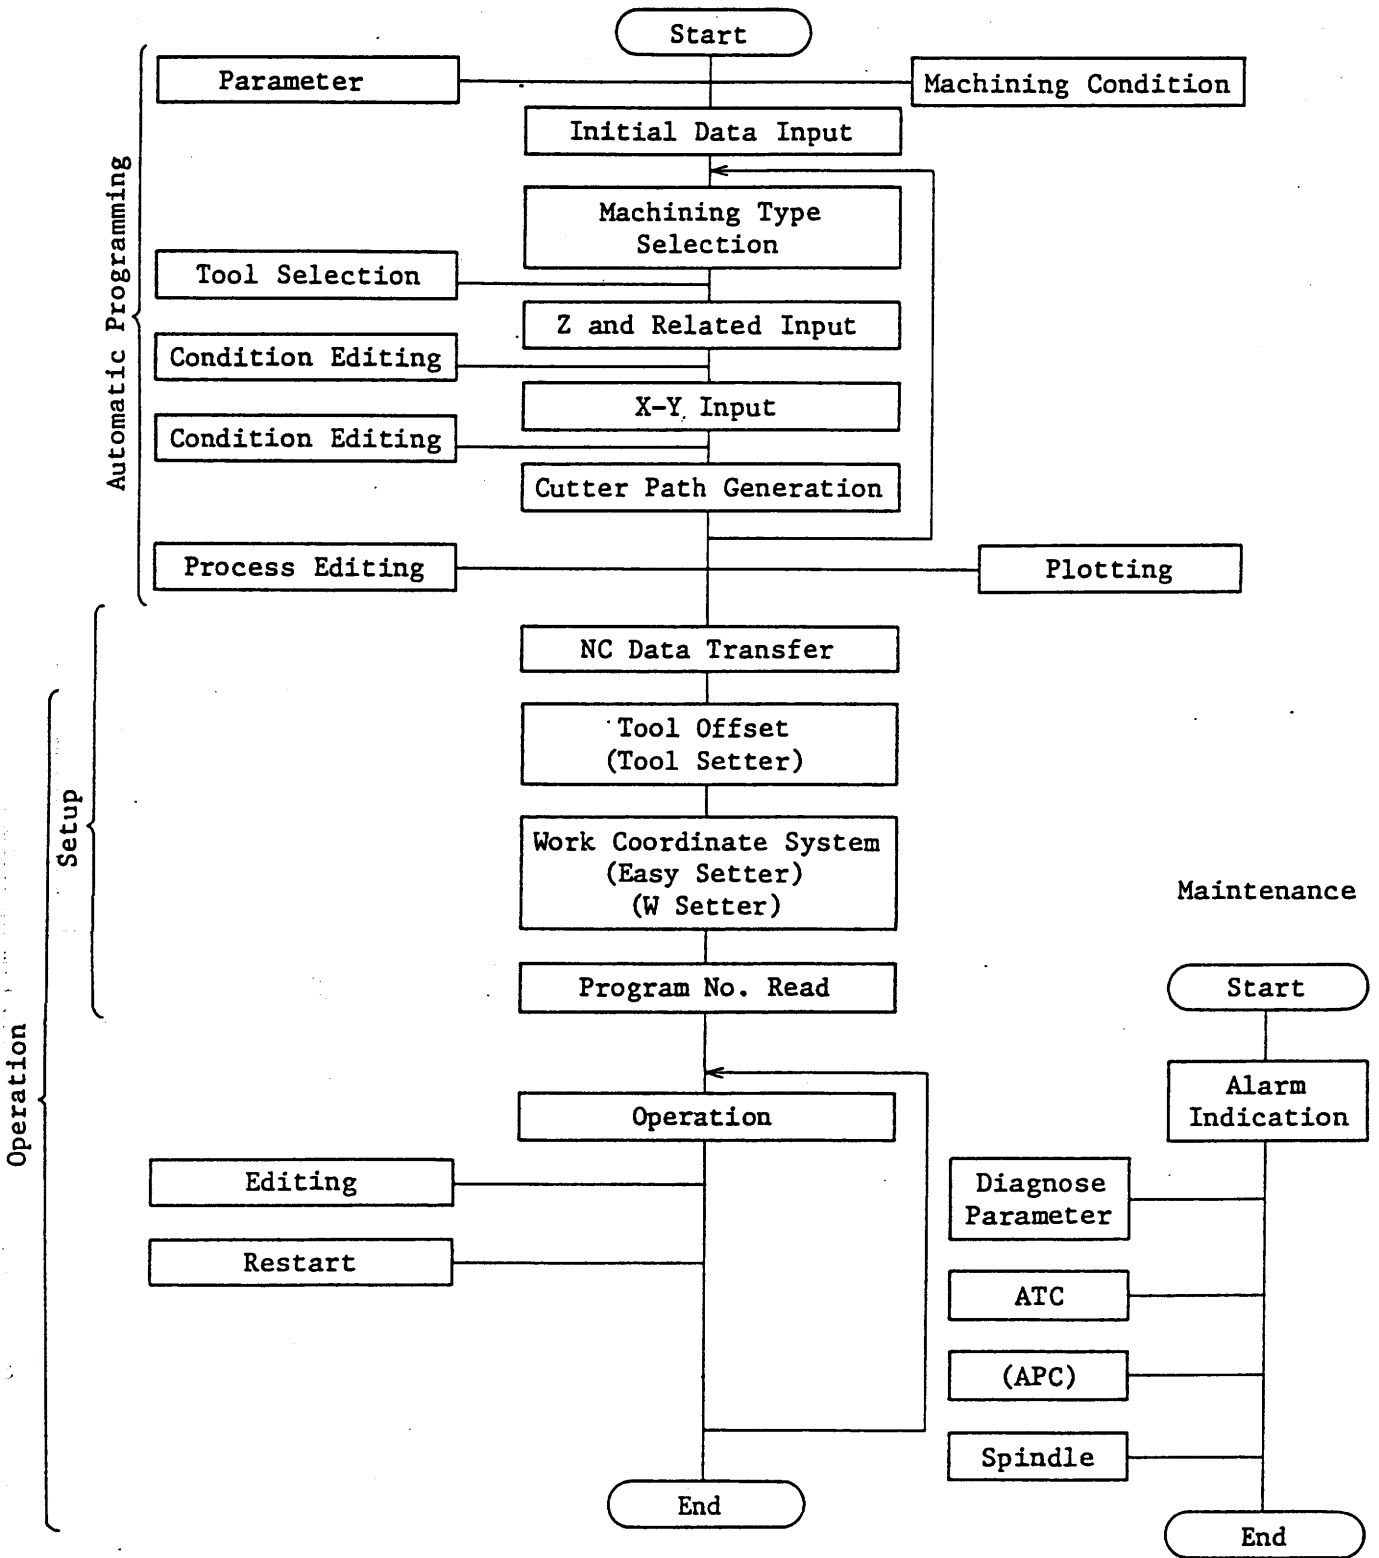 Start
Parameter
Machining Condition
Initial Data Input
Machining Type
Selection
Tool Selection
Z and Related Input
Condition Editing
X-Y Input
Condition Editing
Cutter Path Generation
Process Editing
Plotting
Automatic Programming
NC Data Transfer
Tool Offset
(Tool Setter)
Work Coordinate System
(Easy Setter)
(W Setter)
Program No. Read
Setup
Operation
Editing
Restart
End
Operation
Maintenance
Start
Alarm
Indication
Diagnose
Parameter
ATC
(APC)
Spindle
End